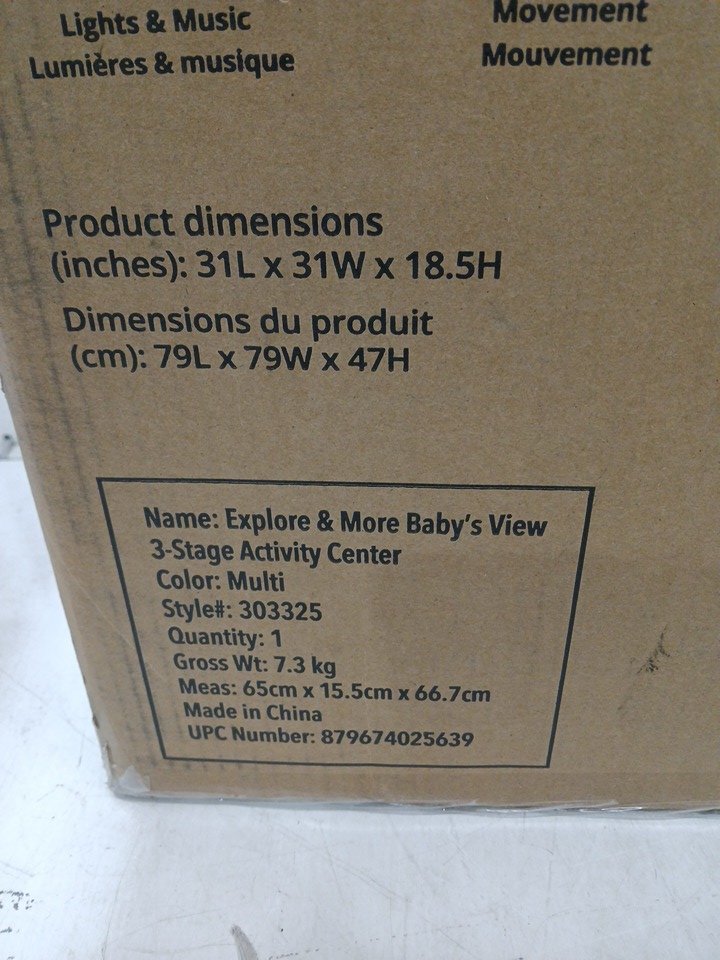 Lights & Music
Lumières & musique
Movement
Mouvement
Product dimensions
(inches): 31L x 31W x 18.5H
Dimensions du produit
(cm): 79L x 79W x 47H
Name: Explore & More Baby's View
3-Stage Activity Center
Color: Multi
Style#: 303325
Quantity: 1
Gross Wt: 7.3 kg
Meas: 65cm x 15.5cm x 66.7cm
Made in China
UPC Number: 879674025639